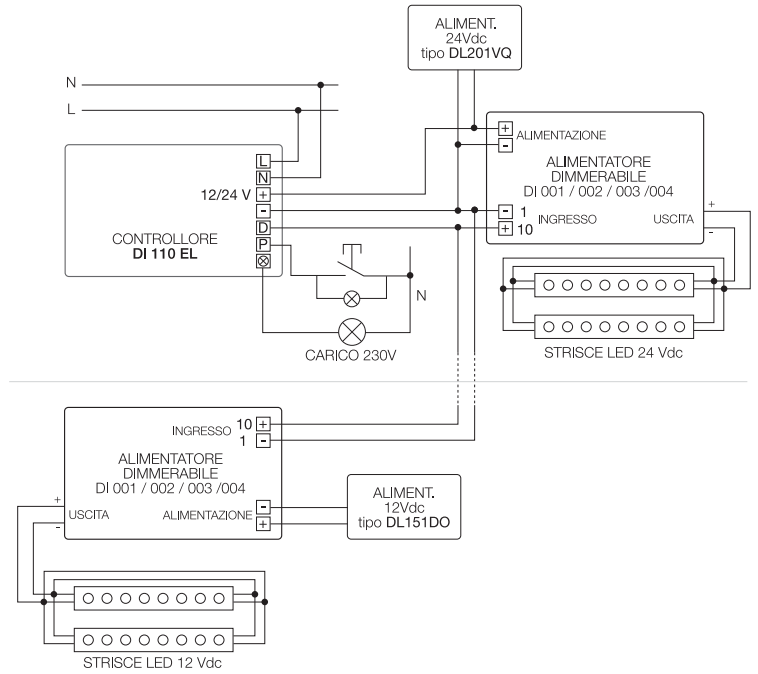 ALIMENT.
24Vdc
tipo DL201VQ
N
L
L
N
12/24 V +
-
D
P
CONTROLLORE
DI 110 EL
+
-
ALIMENTAZIONE
ALIMENTATORE
DIMMERABILE
DI 001 / 002 / 003 /004
- 1
+ 10
INGRESSO
USCITA
+
-
N
CARICO 230V
STRISCE LED 24 Vdc
INGRESSO
10 +
1 -
ALIMENTATORE
DIMMERABILE
DI 001 / 002 / 003 /004
+
-
USCITA
ALIMENTAZIONE
-
+
ALIMENT.
12Vdc
tipo DL151DO
STRISCE LED 12 Vdc